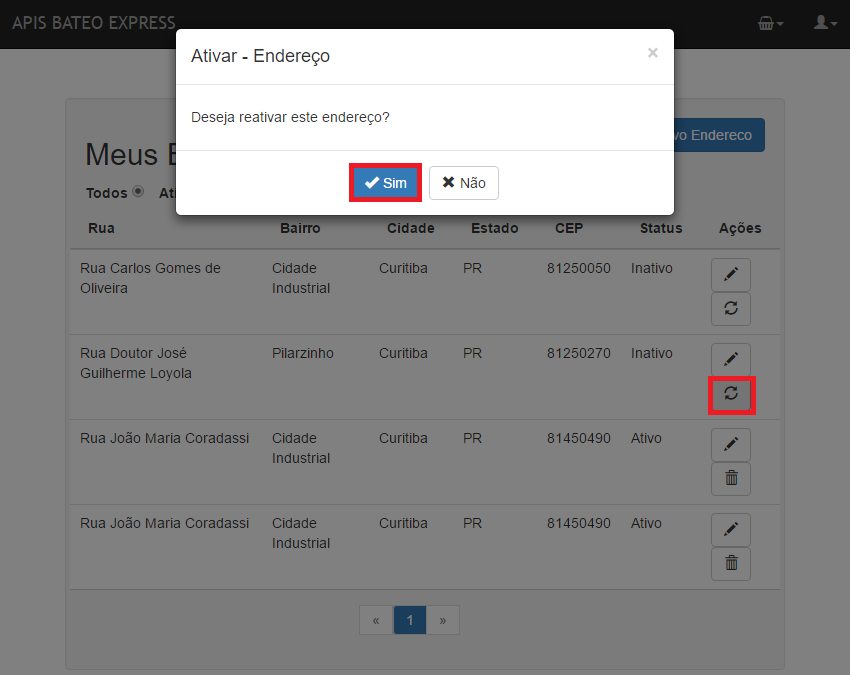 APIS BATEO EXPRESS
Ativar - Endereço
×
Deseja reativar este endereço?
Sim Não
Meus
Endereco
Todos
Rua Bairro Cidade Estado CEP Status Ações
Rua Carlos Gomes de Oliveira Cidade Industrial Curitiba PR 81250050 Inativo
Rua Doutor José Guilherme Loyola Pilarzinho Curitiba PR 81250270 Inativo
Rua João Maria Coradassi Cidade Industrial Curitiba PR 81450490 Ativo
Rua João Maria Coradassi Cidade Industrial Curitiba PR 81450490 Ativo
« 1 »